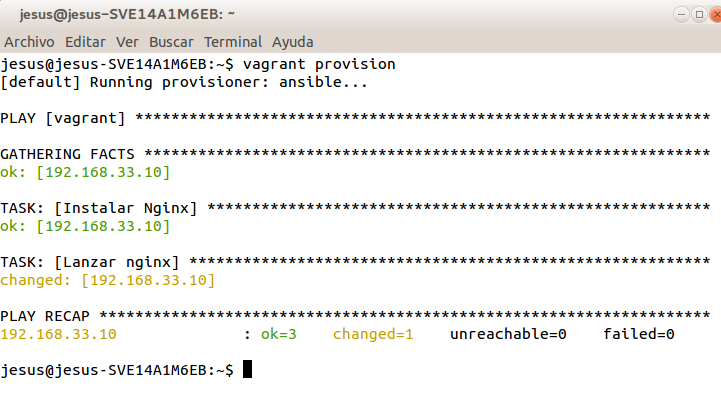 jesus@jesus-SVE14A1M6EB: ~
Archivo Editar Ver Buscar Terminal Ayuda
jesus@jesus-SVE14A1M6EB:~$ vagrant provision
[default] Running provisioner: ansible...
PLAY [vagrant] ****************************************************************
GATHERING FACTS ***************************************************************
ok: [192.168.33.10]
TASK: [Instalar Nginx] ********************************************************
ok: [192.168.33.10]
TASK: [Lanzar nginx] **********************************************************
changed: [192.168.33.10]
PLAY RECAP ********************************************************************
192.168.33.10              : ok=3    changed=1    unreachable=0    failed=0
jesus@jesus-SVE14A1M6EB:~$